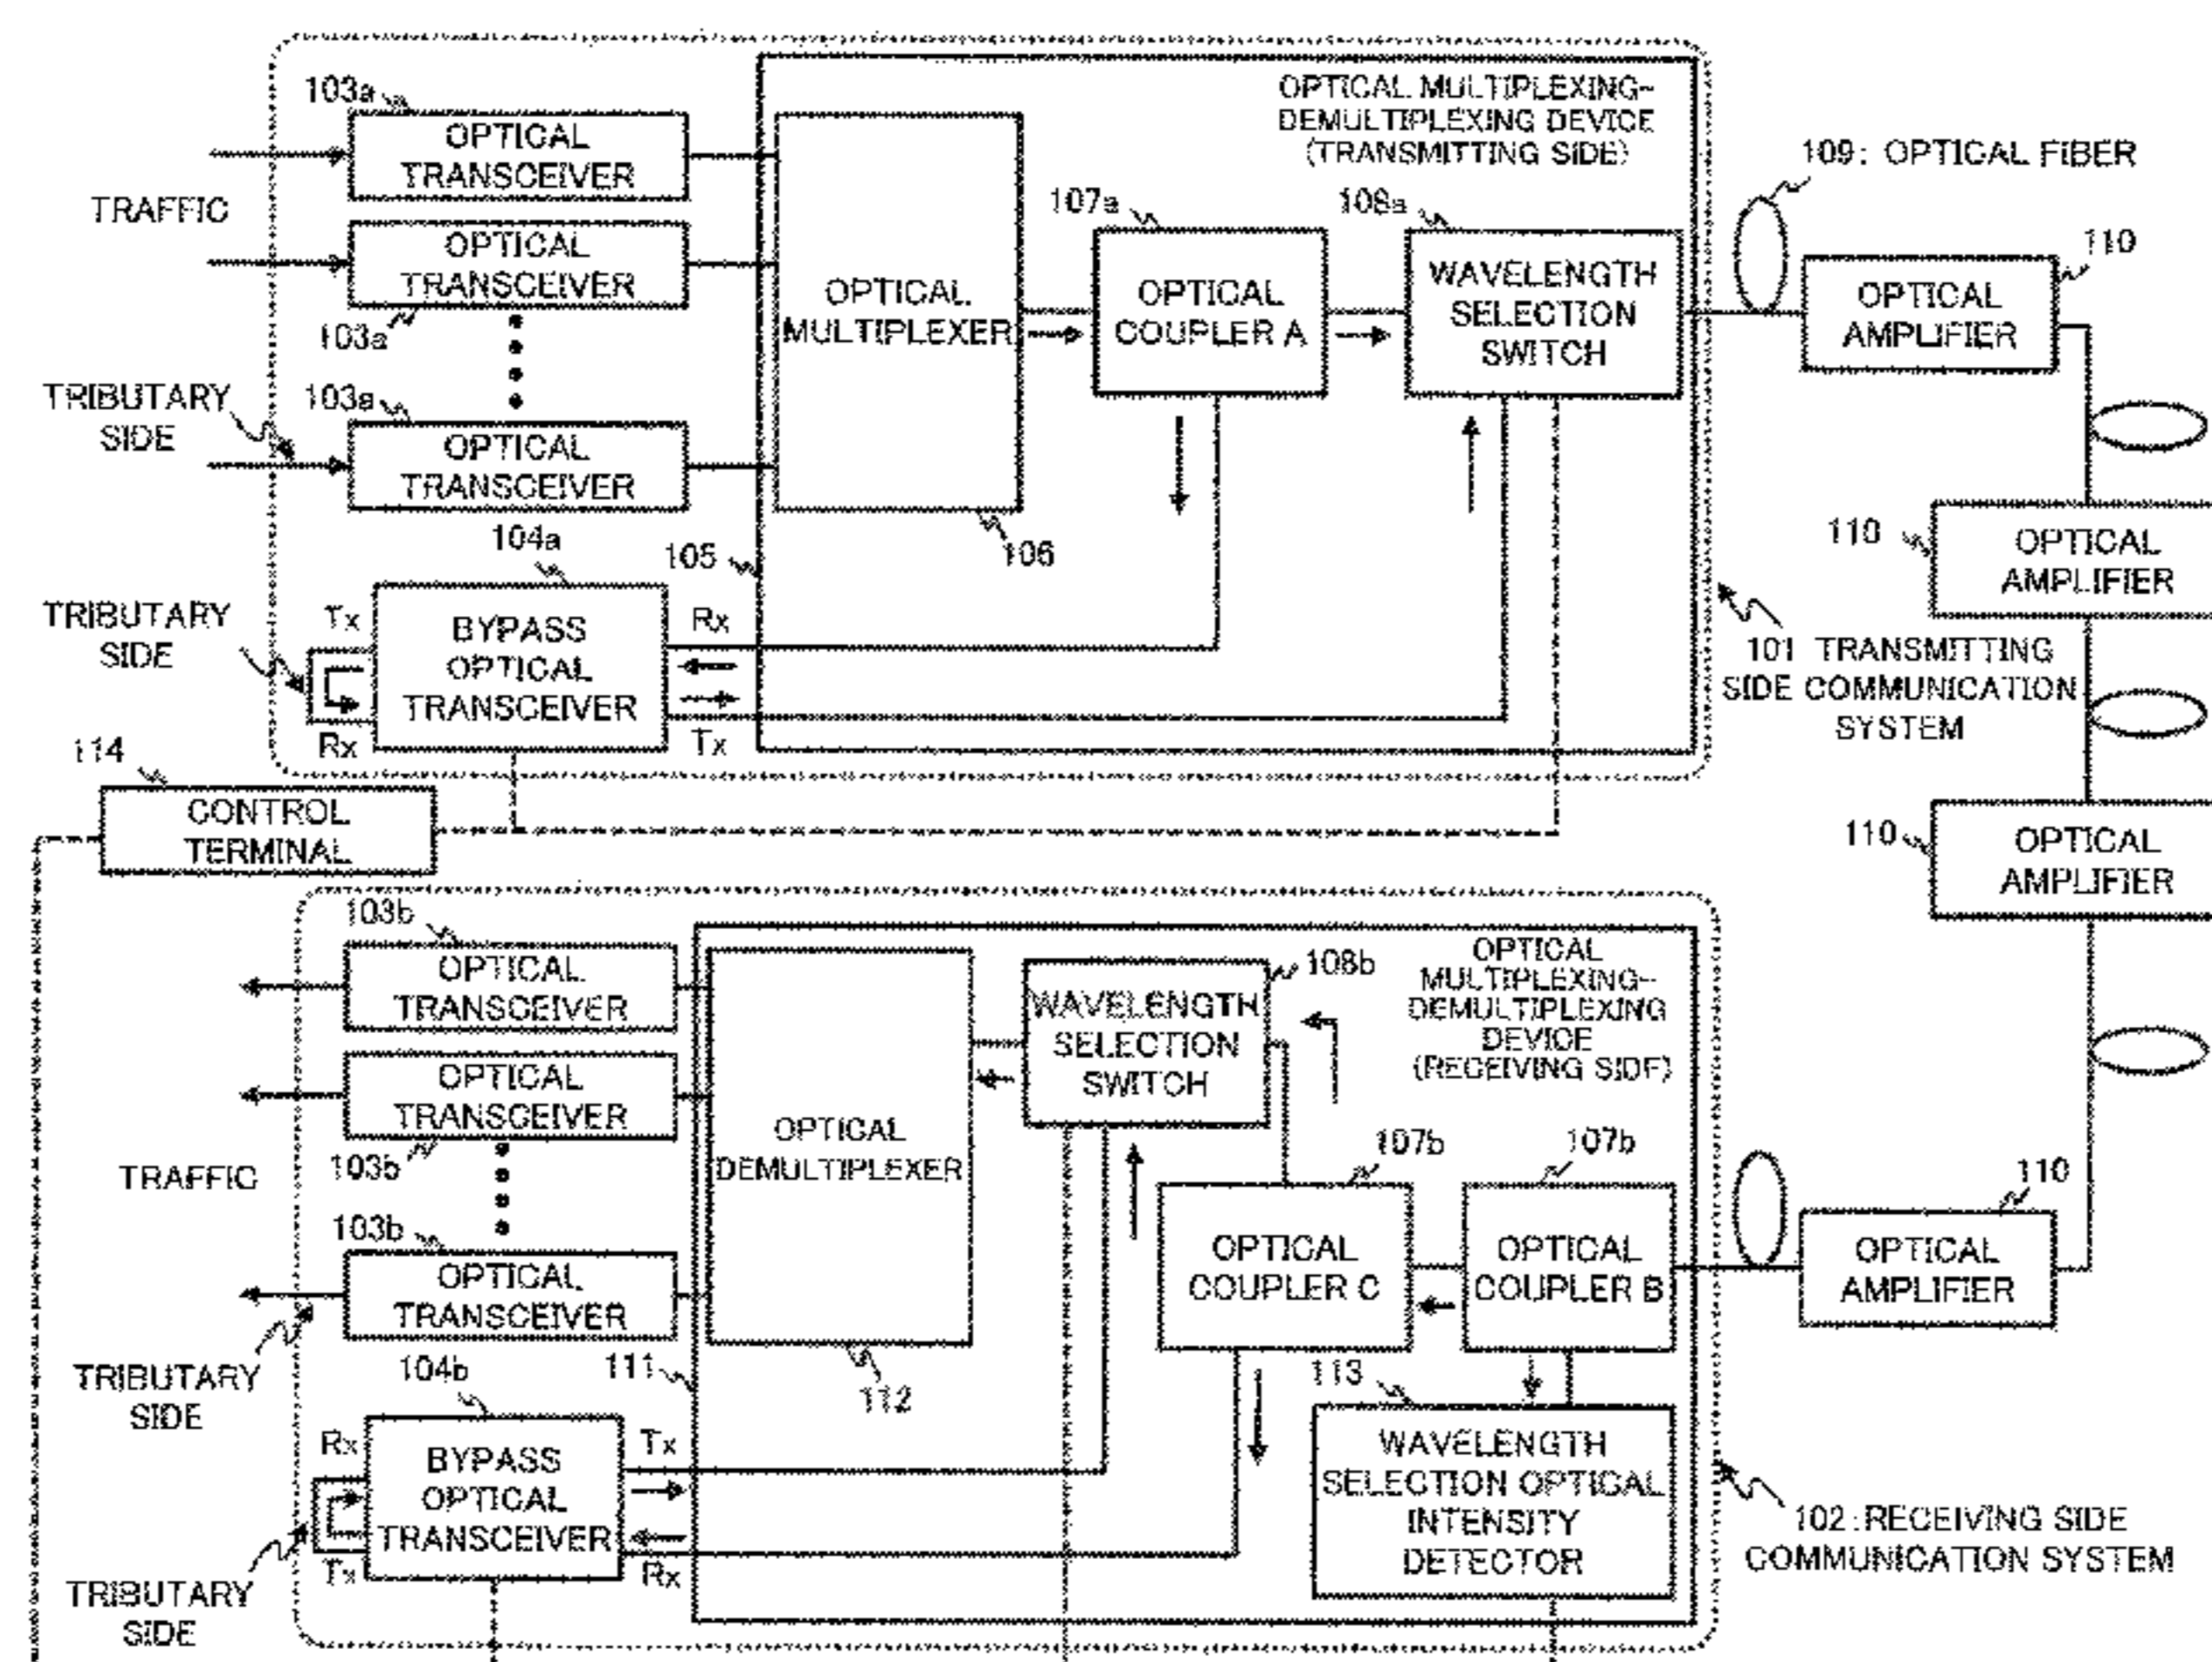 OPTICAL MULTIPLEXING-
DEMULTIPLEXING DEVICE
(TRANSMITTING SIDE)
103a
OPTICAL
TRANSCEIVER
TRAFFIC
OPTICAL
TRANSCEIVER
103a
TRIBUTARY
SIDE
103a
OPTICAL
TRANSCEIVER
OPTICAL
MULTIPLEXER
106
107a
OPTICAL
COUPLER A
108a
WAVELENGTH
SELECTION
SWITCH
109: OPTICAL FIBER
110
OPTICAL
AMPLIFIER
110
OPTICAL
AMPLIFIER
104a
105
TRIBUTARY
SIDE
Tx
Rx
BYPASS
OPTICAL
TRANSCEIVER
Rx
Tx
101 TRANSMITTING
SIDE COMMUNICATION
SYSTEM
114
CONTROL
TERMINAL
110
OPTICAL
AMPLIFIER
103b
OPTICAL
TRANSCEIVER
OPTICAL
TRANSCEIVER
103b
TRAFFIC
103b
OPTICAL
TRANSCEIVER
TRIBUTARY
SIDE
OPTICAL
DEMULTIPLEXER
112
WAVELENGTH
SELECTION
SWITCH
108b
OPTICAL
MULTIPLEXING-
DEMULTIPLEXING
DEVICE
(RECEIVING SIDE)
107b
OPTICAL
COUPLER C
107b
OPTICAL
COUPLER B
110
OPTICAL
AMPLIFIER
104b
111
113
Rx
Tx
BYPASS
OPTICAL
TRANSCEIVER
Tx
Rx
TRIBUTARY
SIDE
WAVELENGTH
SELECTION OPTICAL
INTENSITY
DETECTOR
102:RECEIVING SIDE
COMMUNICATION SYSTEM